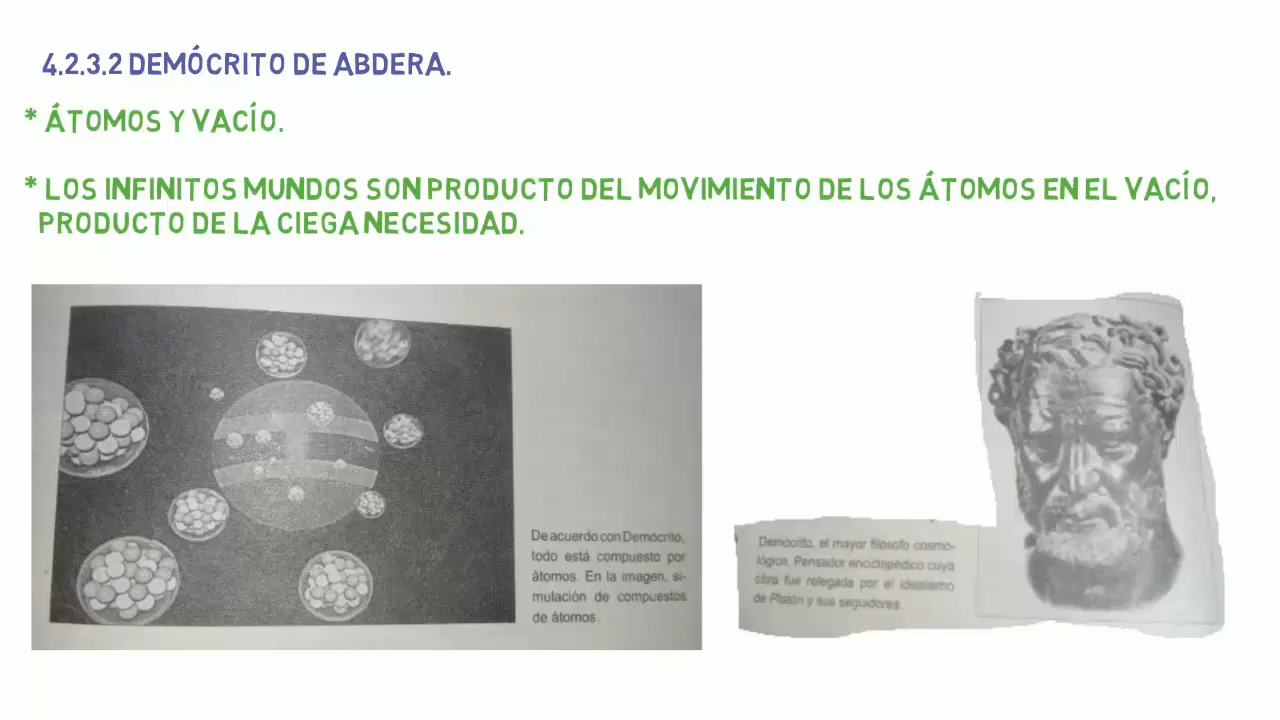 4.2.3.2 DEMÓCRITO DE ABDERA.
* ÁTOMOS Y VACÍO.
* LOS INFINITOS MUNDOS SON PRODUCTO DEL MOVIMIENTO DE LOS ÁTOMOS EN EL VACÍO,
PRODUCTO DE LA CIEGA NECESIDAD.
De acuerdo con Demócrito,
todo está compuesto por
átomos. En la imagen, si-
mulación de compuestos
de átomos.
Demócrito, el mayor filósofo cosmo-
lógico. Pensador enciclopédico cuya
obra fue relegada por el idealismo
de Platón y sus seguidores.